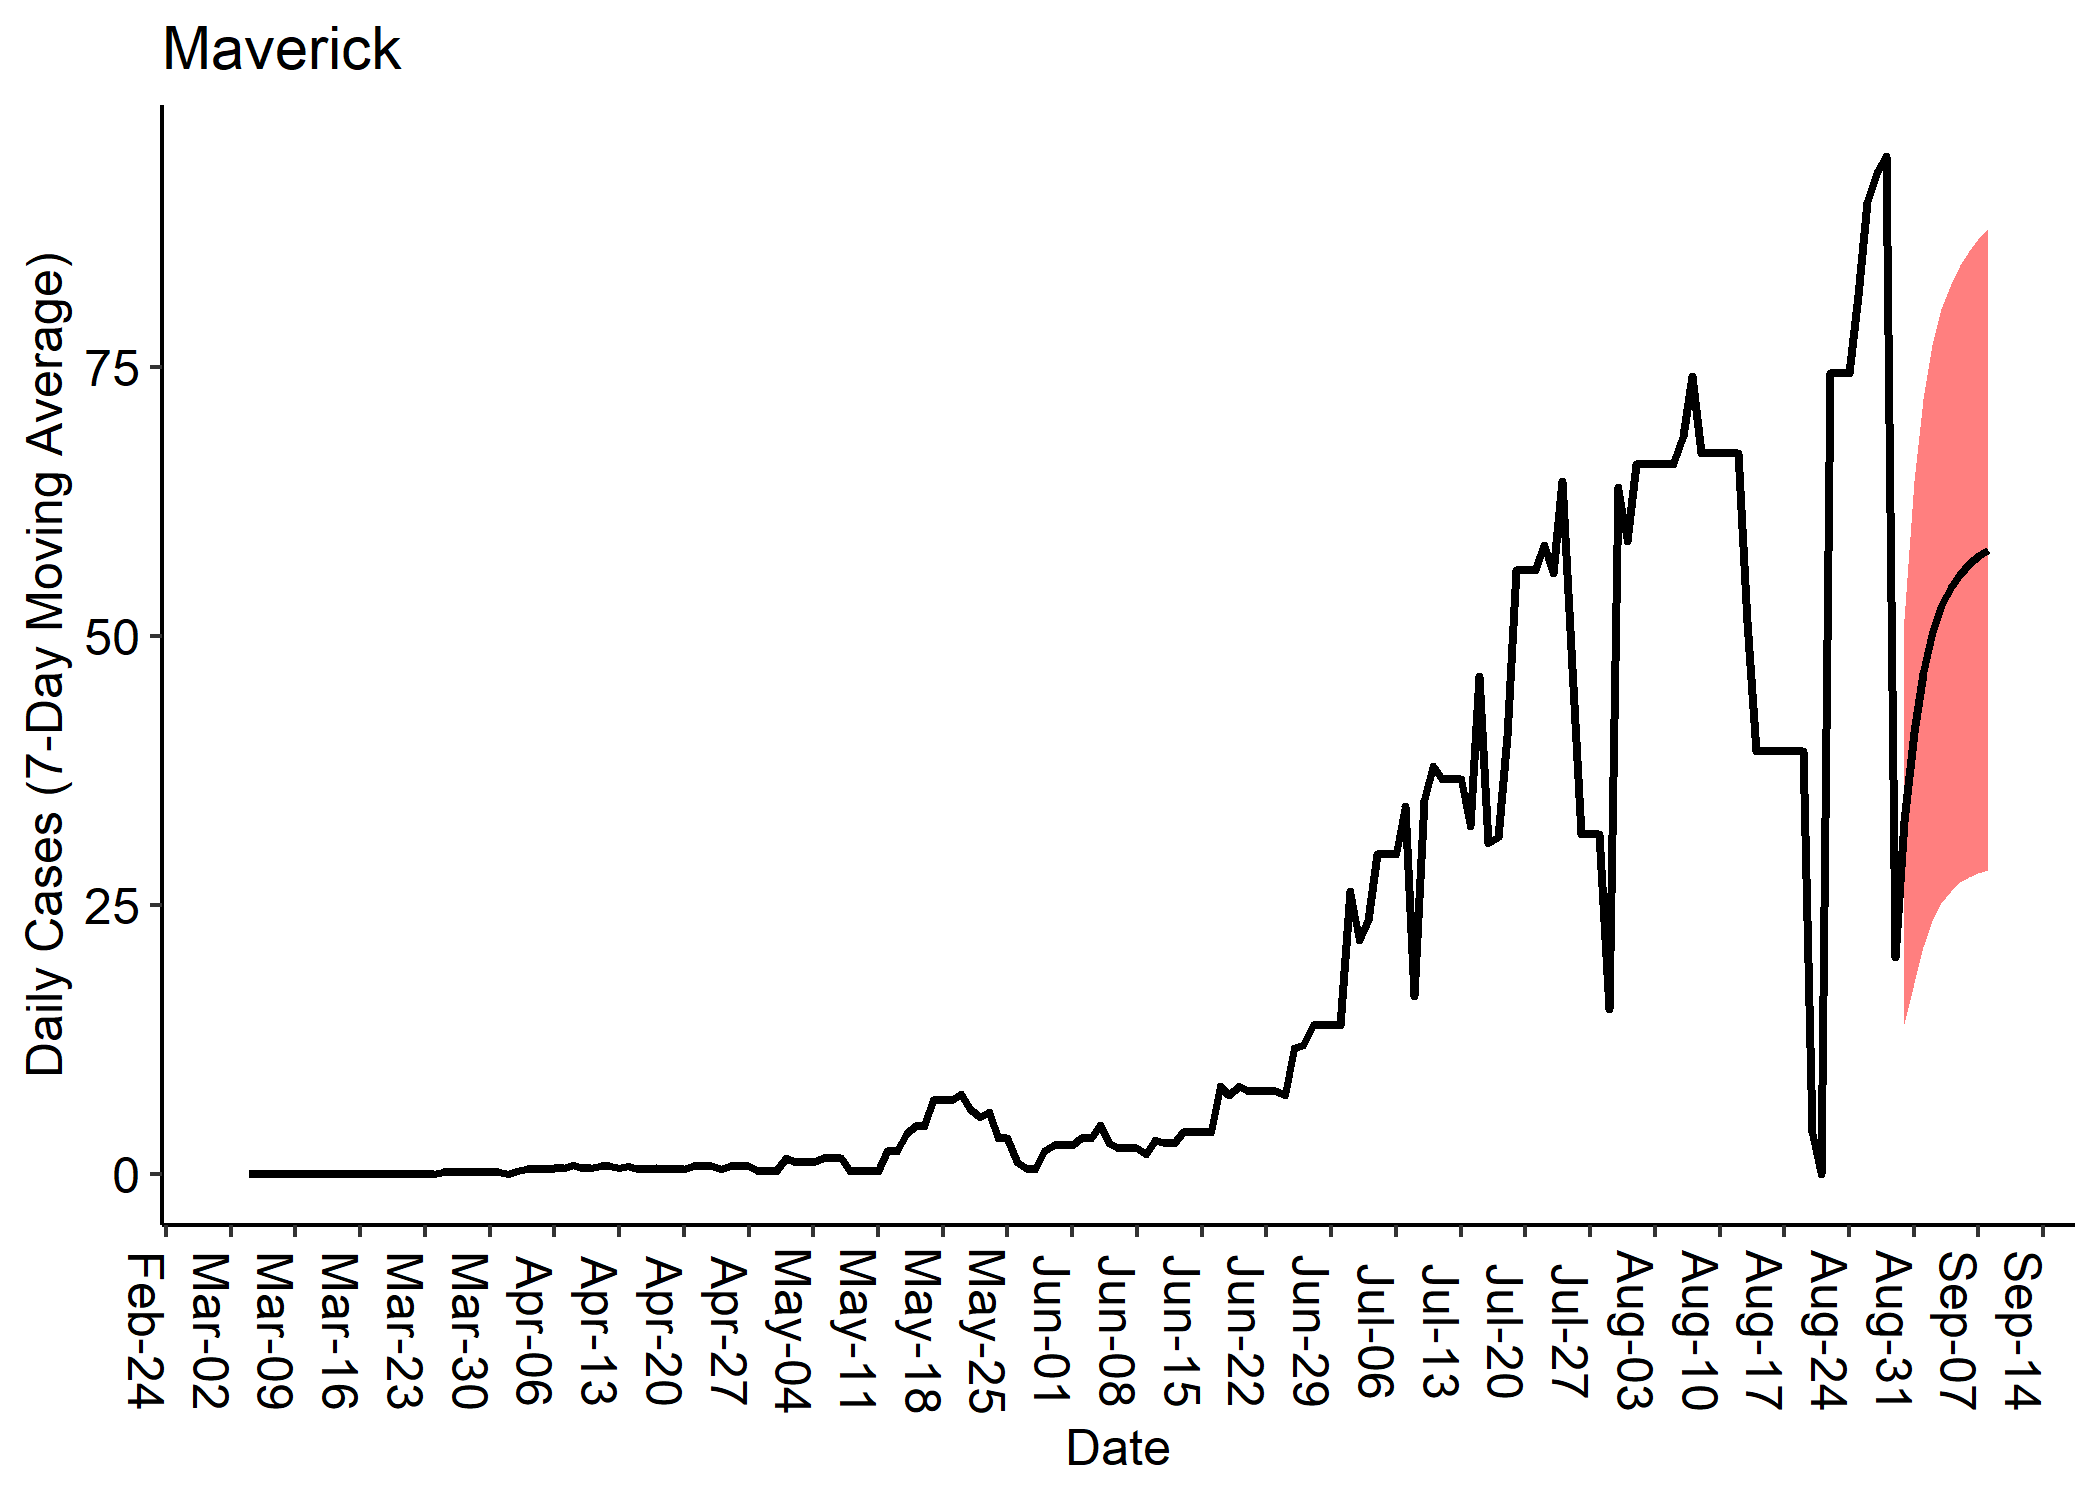 Maverick
Daily Cases (7-Day Moving Average)
75
50
25
0
Feb-24
Mar-02
Mar-09
Mar-16
Mar-23
Mar-30
Apr-06
Apr-13
Apr-20
Apr-27
May-04
May-11
May-18
May-25
Jun-01
Jun-08
Jun-15
Jun-22
Jun-29
Jul-06
Jul-13
Jul-20
Jul-27
Aug-03
Aug-10
Aug-17
Aug-24
Aug-31
Sep-07
Sep-14
Date